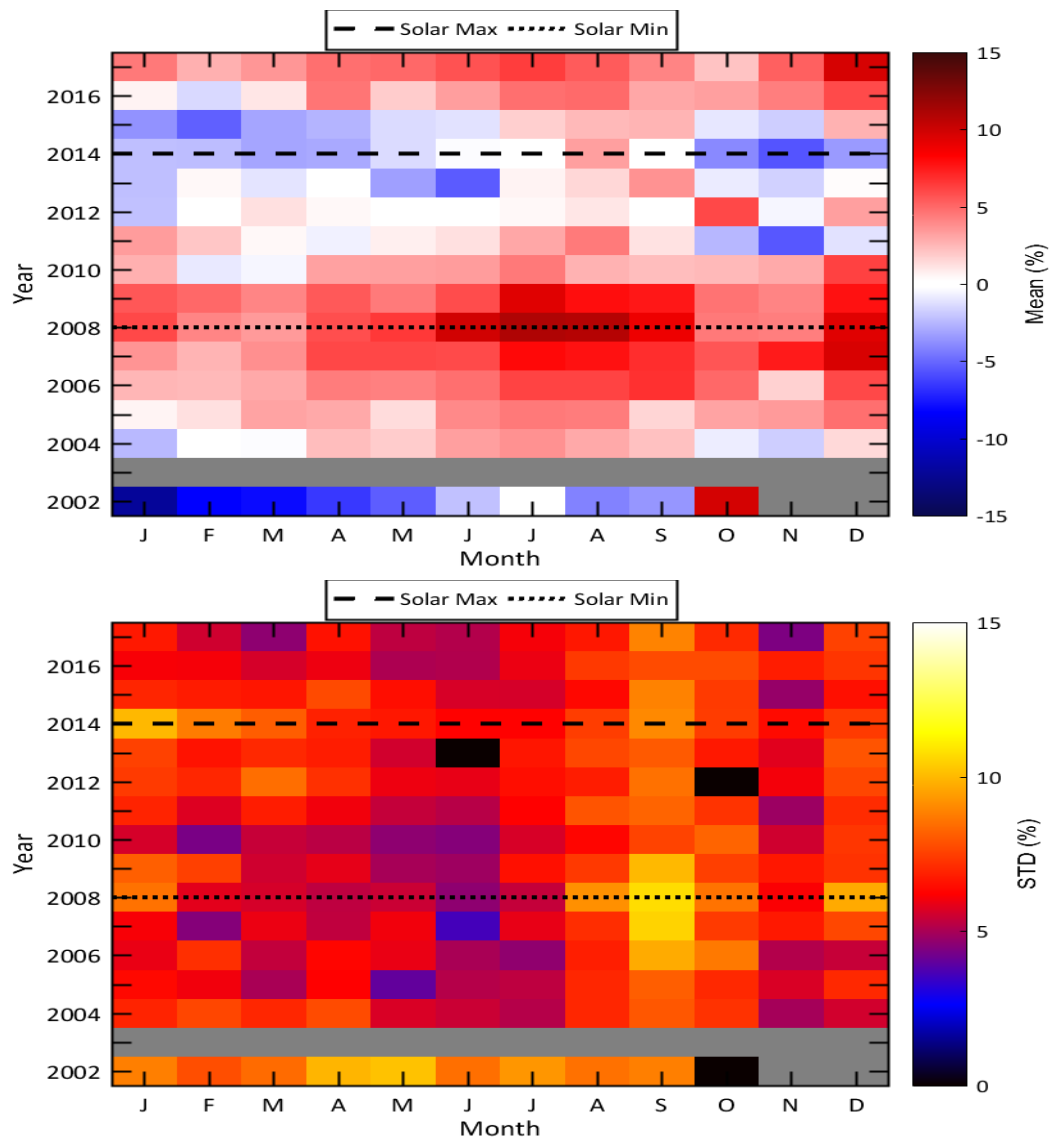 Solar Max Solar Min
2016
2014
2012
2010
2008
2006
2004
2002
Year
J F M A M J J A S O N D
Month
15
10
5
0
-5
-10
-15
Mean (%)
Solar Max Solar Min
2016
2014
2012
2010
2008
2006
2004
2002
Year
J F M A M J J A S O N D
Month
15
10
5
0
STD (%)